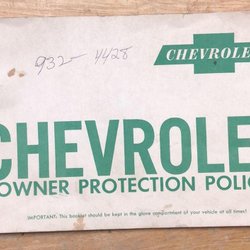 932-4428
CHEVROLE
CHEVROLE
OWNER PROTECTION POLIC
IMPORTANT: This booklet should be kept in the glove compartment of your vehicle at all times!